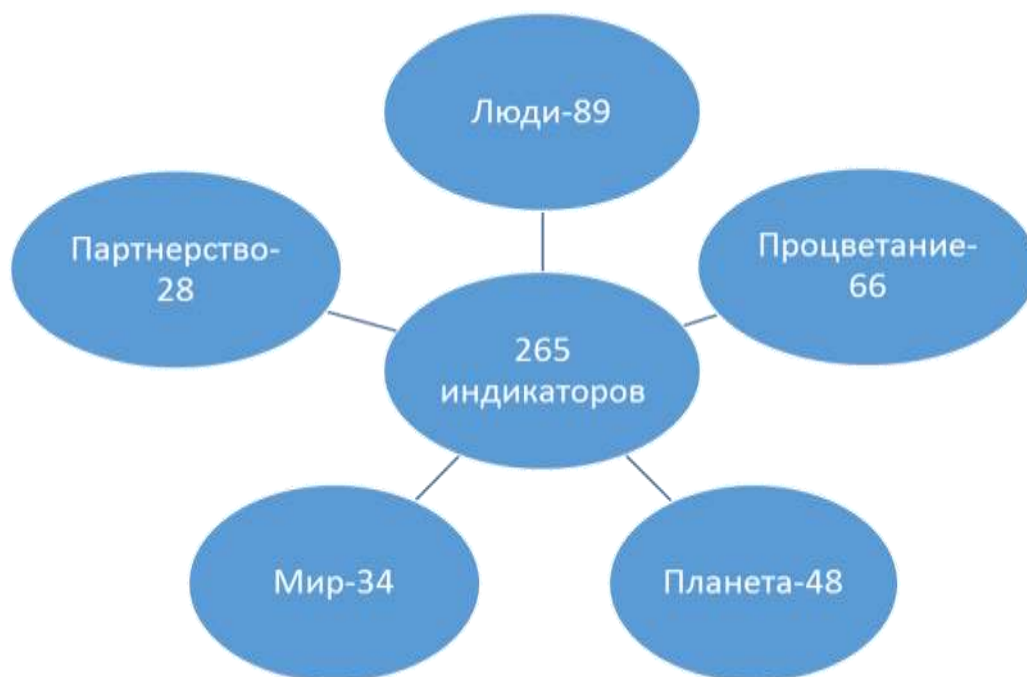 Люди-89
Партнерство-
28
Процветание-
66
265
индикаторов
Мир-34
Планета-48